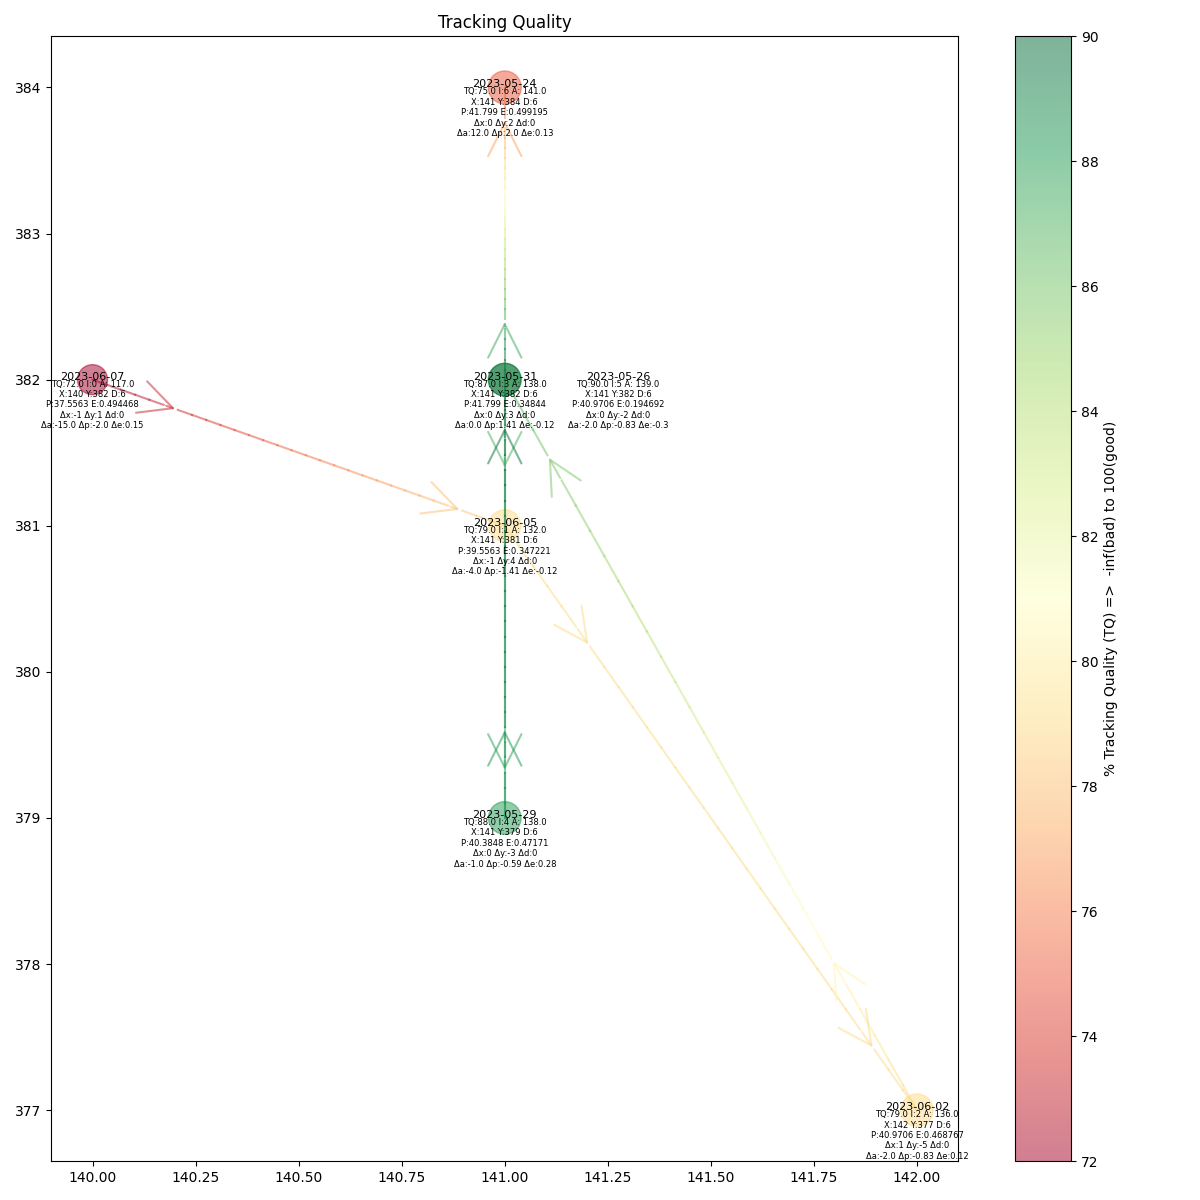 Tracking Quality
384
383
382
381
380
379
378
377
2023-05-24
TQ:75.0 I:6 A: 141.0
X:141 Y:384 D:6
P:41.799 E:0.499195
Δx:0 Δy:2 Δd:0
Δa:12.0 Δp:2.0 Δe:0.13
2023-06-07
TQ:72.0 I:0 A: 117.0
X:140 Y:382 D:6
P:37.5563 E:0.494468
Δx:-1 Δy:1 Δd:0
Δa:-15.0 Δp:-2.0 Δe:0.15
2023-05-31
TQ:87.0 I:3 A: 138.0
X:141 Y:382 D:6
P:41.799 E:0.34844
Δx:0 Δy:3 Δd:0
Δa:0.0 Δp:1.41 Δe:-0.12
2023-05-26
TQ:90.0 I:5 A: 139.0
X:141 Y:382 D:6
P:40.9706 E:0.194692
Δx:0 Δy:-2 Δd:0
Δa:-2.0 Δp:-0.83 Δe:-0.3
2023-06-05
TQ:79.0 I:1 A: 132.0
X:141 Y:381 D:6
P:39.5563 E:0.347221
Δx:-1 Δy:4 Δd:0
Δa:-4.0 Δp:-1.41 Δe:-0.12
2023-05-29
TQ:88.0 I:4 A: 138.0
X:141 Y:379 D:6
P:40.3848 E:0.47171
Δx:0 Δy:-3 Δd:0
Δa:-1.0 Δp:-0.59 Δe:0.28
2023-06-02
TQ:79.0 I:2 A: 136.0
X:142 Y:377 D:6
P:40.9706 E:0.468767
Δx:1 Δy:-5 Δd:0
Δa:-2.0 Δp:-0.83 Δe:0.12
140.00 140.25 140.50 140.75 141.00 141.25 141.50 141.75 142.00
90
88
86
84
82
80
78
76
74
72
% Tracking Quality (TQ) => -inf(bad) to 100(good)